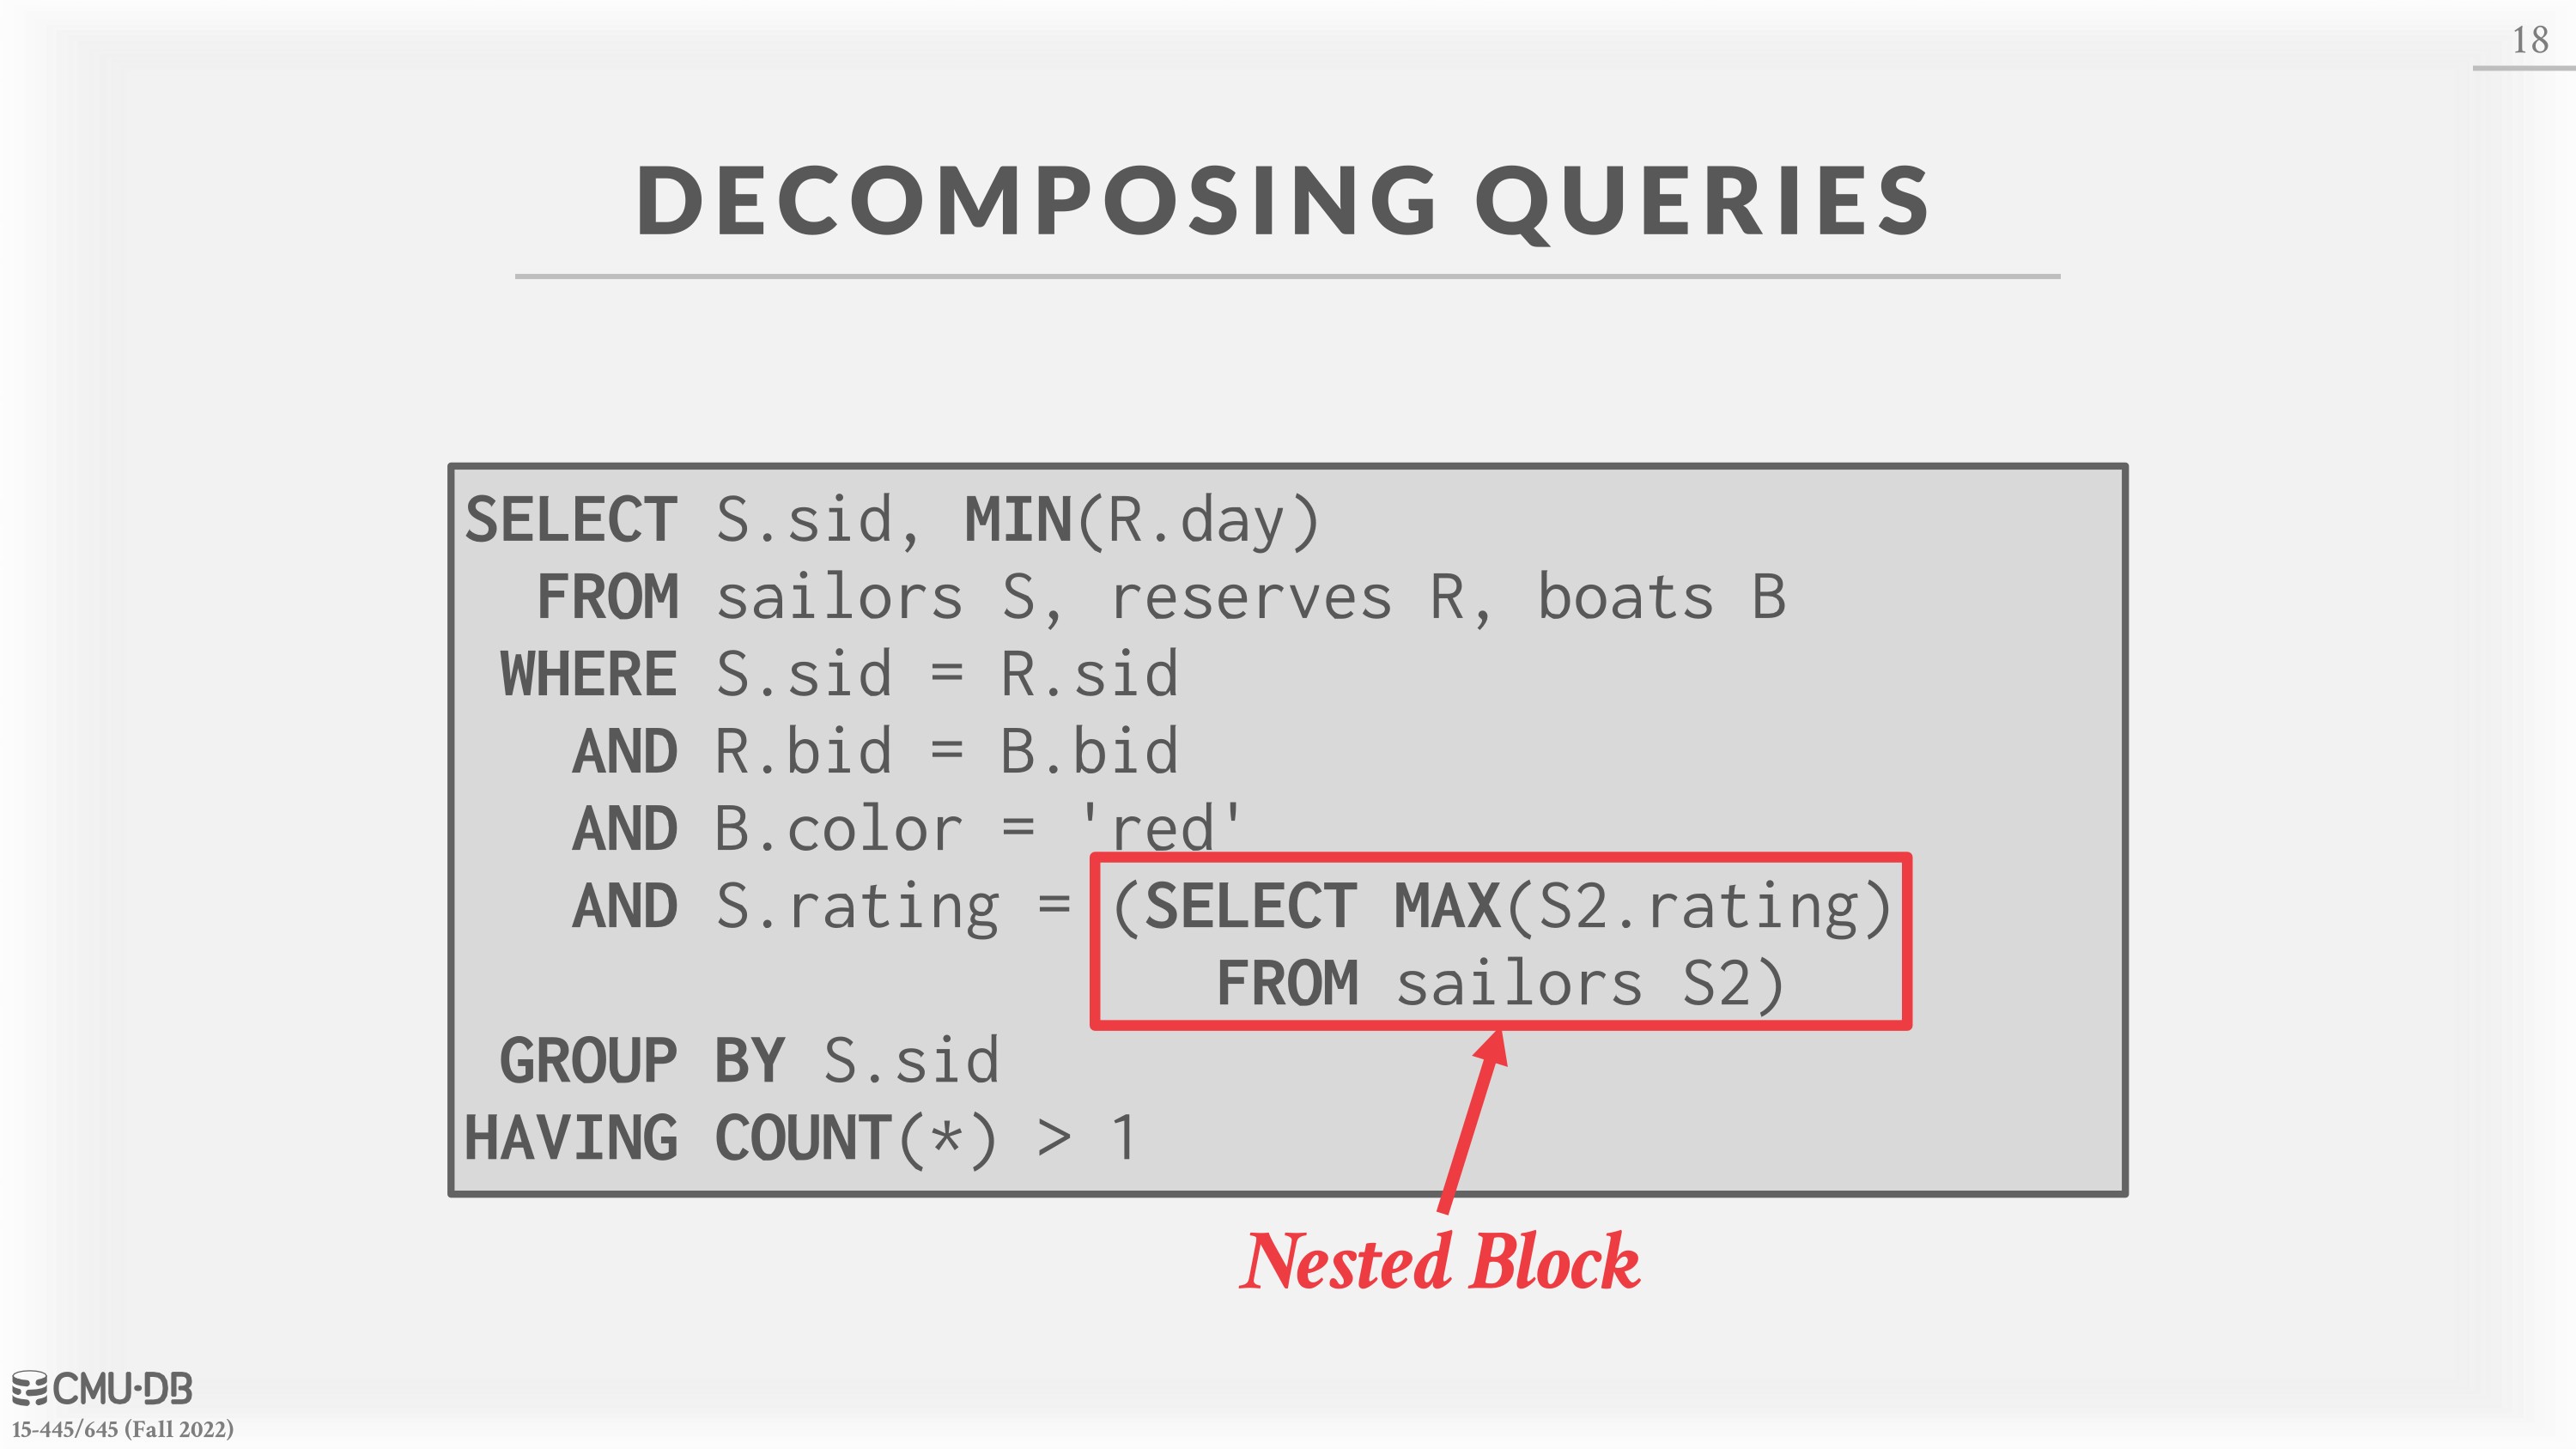 18
DECOMPOSING QUERIES
SELECT S.sid, MIN(R.day)
FROM sailors S, reserves R, boats B
WHERE S.sid = R.sid
AND R.bid = B.bid
AND B.color = 'red'
AND S.rating = (SELECT MAX(S2.rating)
FROM sailors S2)
GROUP BY S.sid
HAVING COUNT(*) > 1
Nested Block
CMU·DB
15-445/645 (Fall 2022)